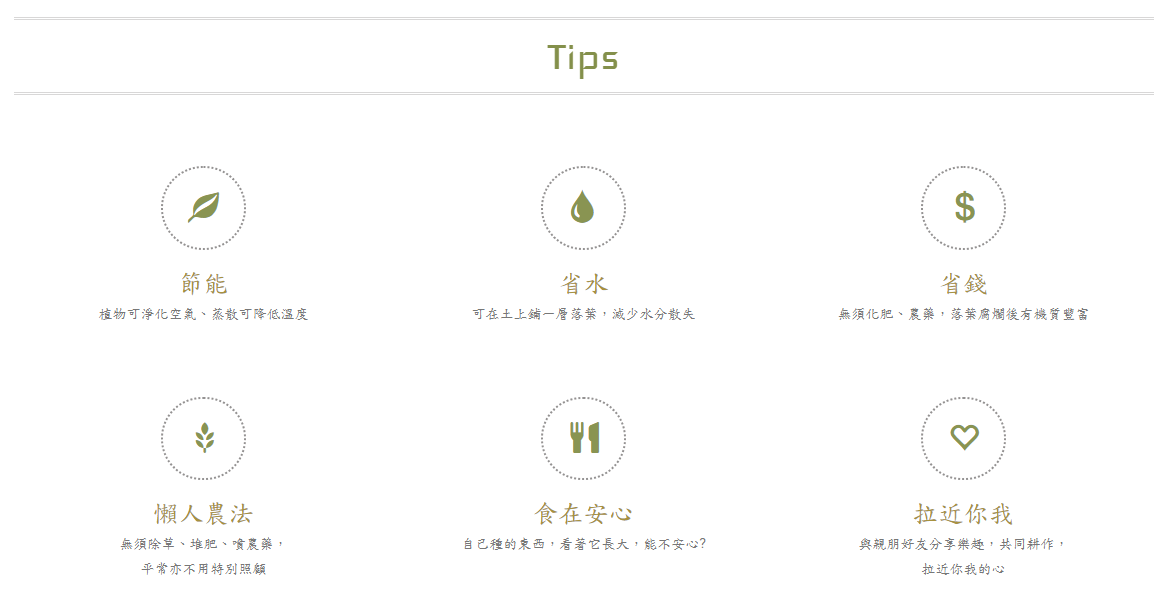 Tips
節能
植物可淨化空氣、蒸散可降低溫度
省水
可在土上鋪一層落葉，減少水分散失
省錢
無須化肥、農藥，落葉腐爛後有機質豐富
懶人農法
無須除草、堆肥、噴農藥，
平常亦不用特別照顧
食在安心
自己種的東西，看著它長大，能不安心?
拉近你我
與親朋好友分享樂趣，共同耕作，
拉近你我的心